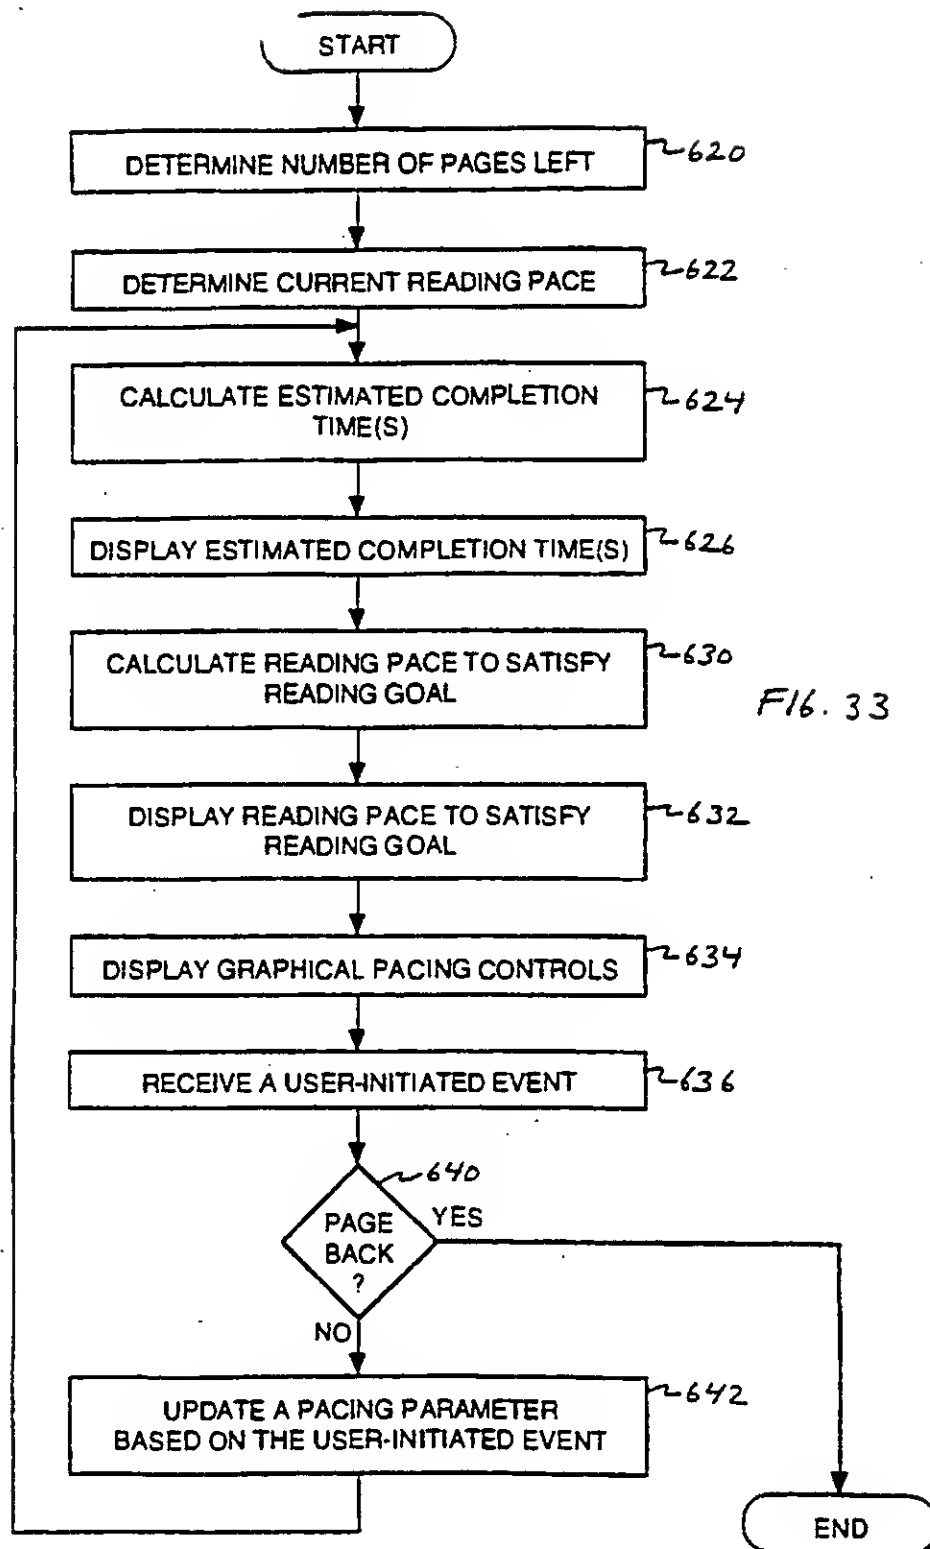 START
DETERMINE NUMBER OF PAGES LEFT
620
DETERMINE CURRENT READING PACE
622
CALCULATE ESTIMATED COMPLETION
TIME(S)
624
DISPLAY ESTIMATED COMPLETION TIME(S)
626
CALCULATE READING PACE TO SATISFY
READING GOAL
630
FIG. 33
DISPLAY READING PACE TO SATISFY
READING GOAL
632
DISPLAY GRAPHICAL PACING CONTROLS
634
RECEIVE A USER-INITIATED EVENT
636
640
PAGE
BACK
?
YES
NO
UPDATE A PACING PARAMETER
BASED ON THE USER-INITIATED EVENT
642
END